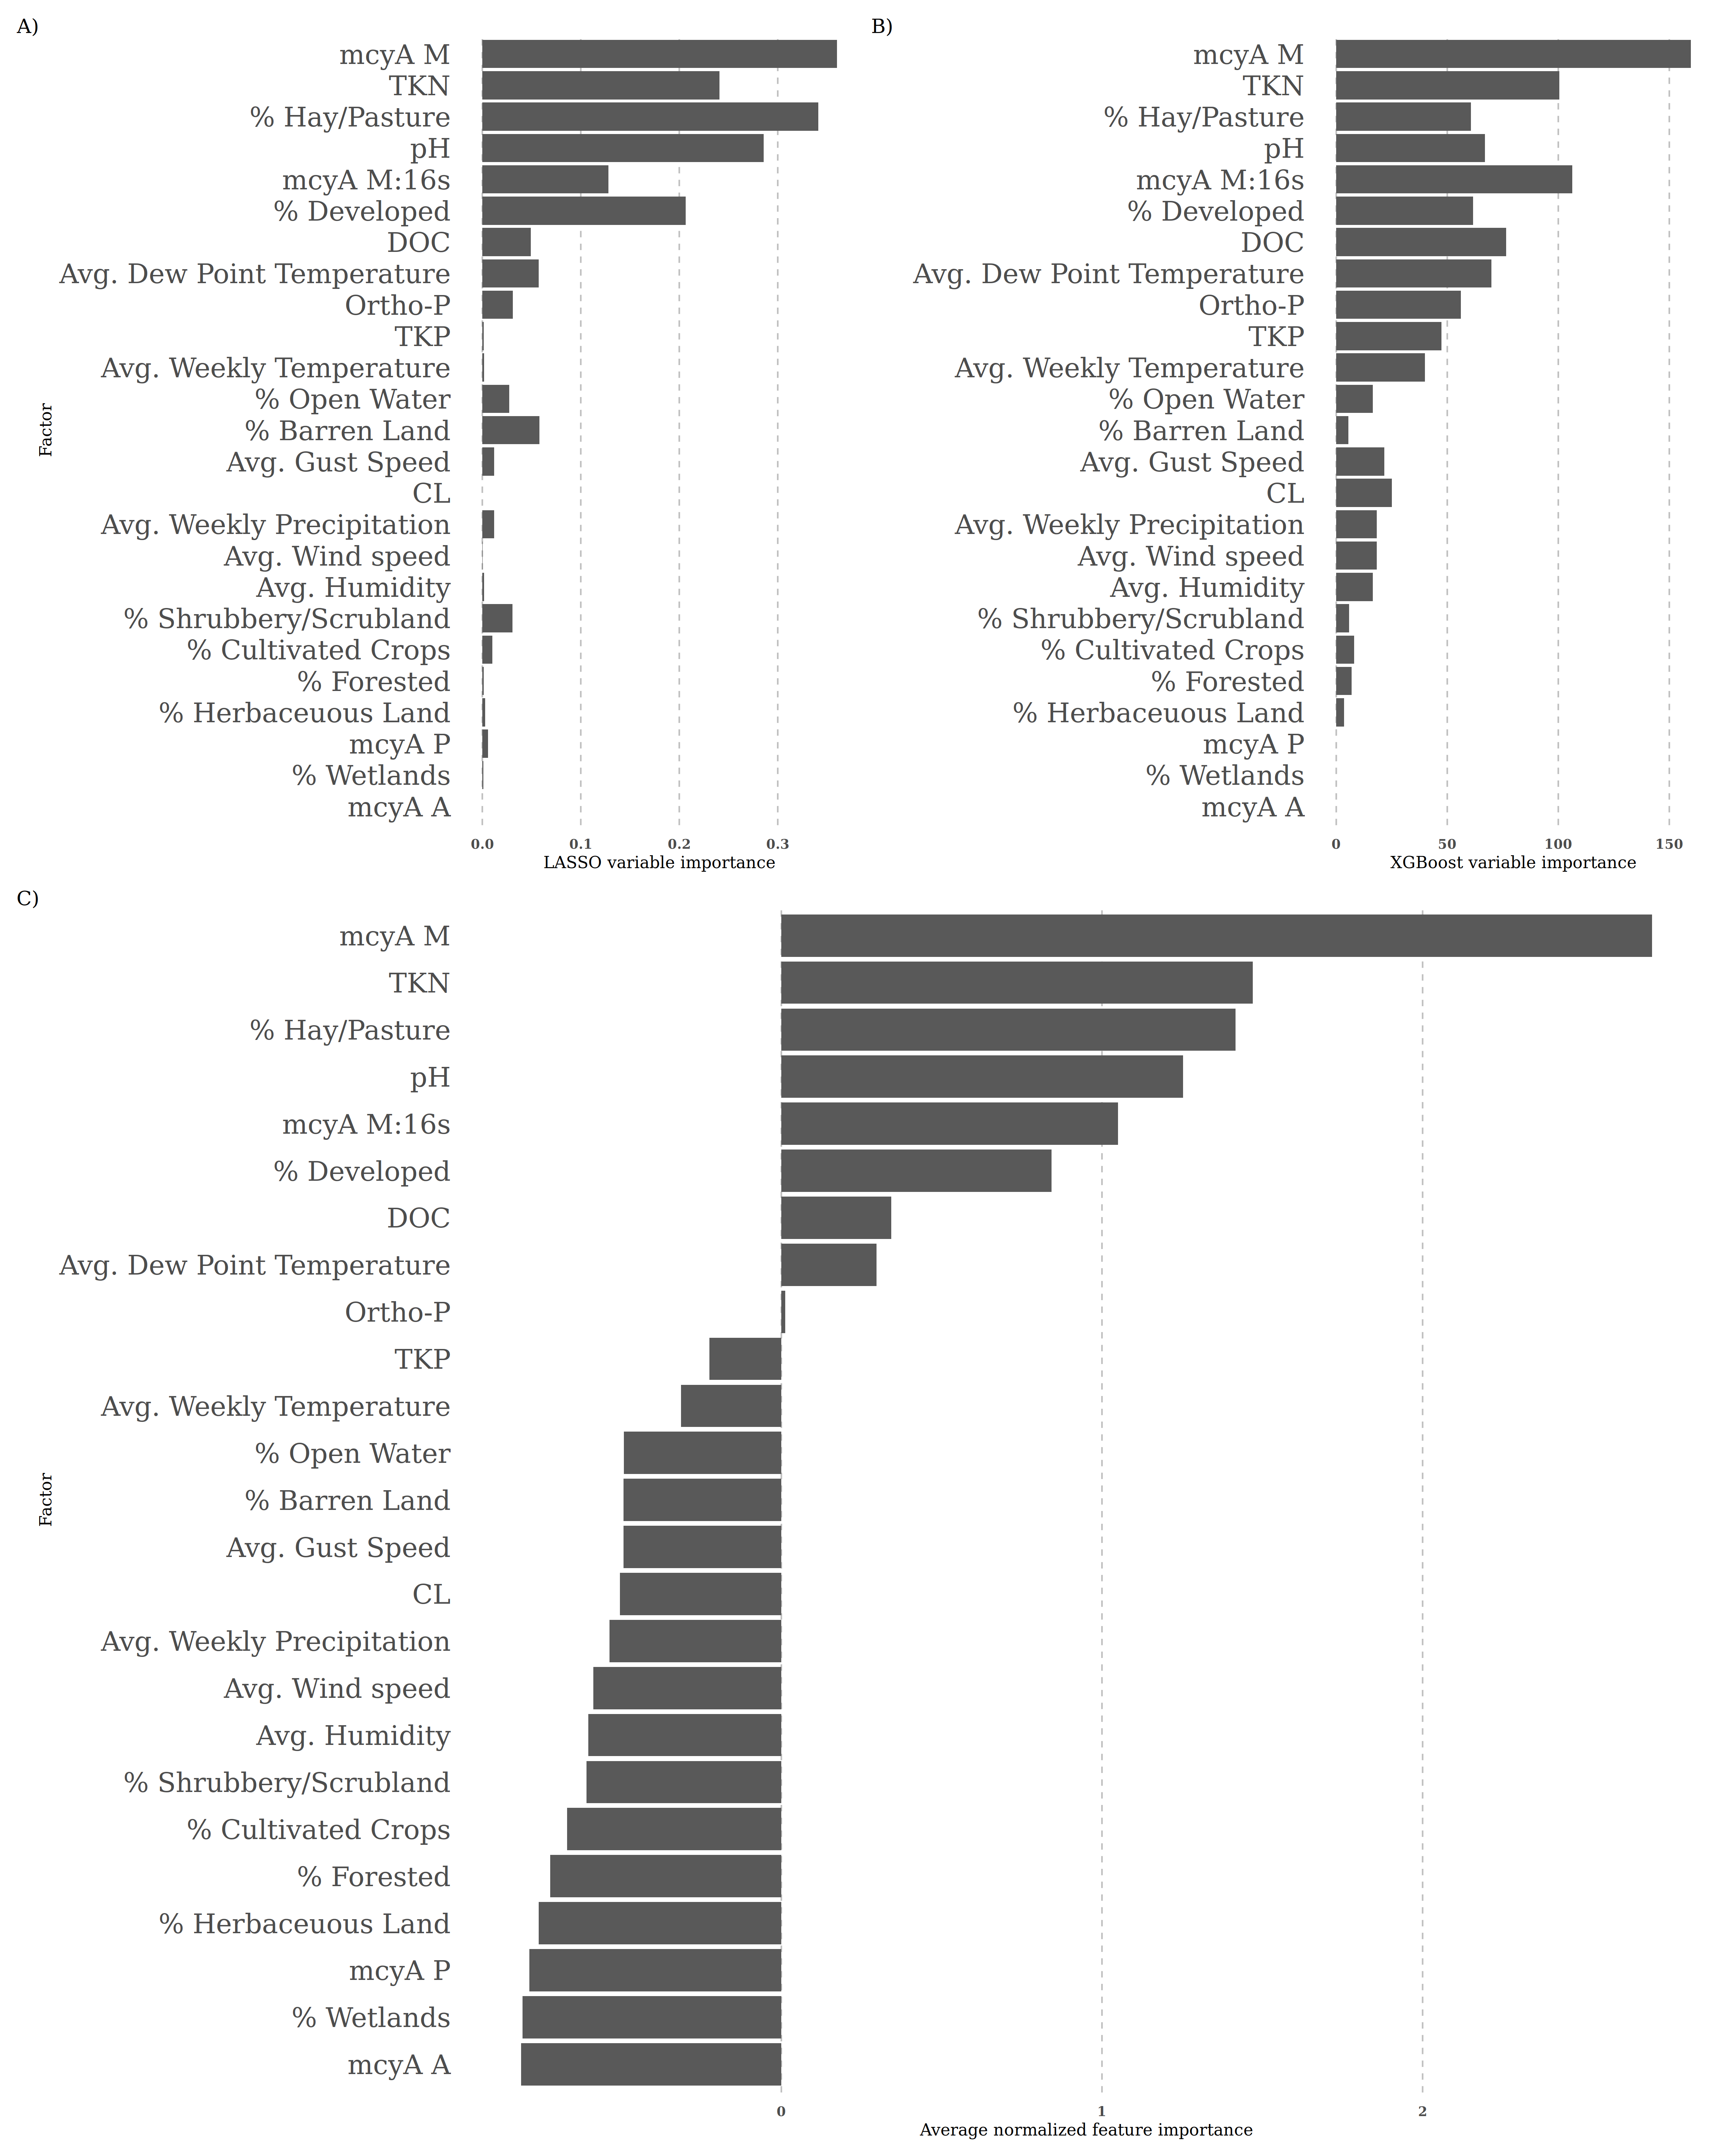 A)
mcyA M
TKN
% Hay/Pasture
pH
mcyA M:16s
% Developed
DOC
Avg. Dew Point Temperature
Ortho-P
TKP
Avg. Weekly Temperature
% Open Water
% Barren Land
Avg. Gust Speed
CL
Avg. Weekly Precipitation
Avg. Wind speed
Avg. Humidity
% Shrubbery/Scrubland
% Cultivated Crops
% Forested
% Herbaceuous Land
mcyA P
% Wetlands
mcyA A
Factor
0.0 0.1 0.2 0.3
LASSO variable importance
B)
mcyA M
TKN
% Hay/Pasture
pH
mcyA M:16s
% Developed
DOC
Avg. Dew Point Temperature
Ortho-P
TKP
Avg. Weekly Temperature
% Open Water
% Barren Land
Avg. Gust Speed
CL
Avg. Weekly Precipitation
Avg. Wind speed
Avg. Humidity
% Shrubbery/Scrubland
% Cultivated Crops
% Forested
% Herbaceuous Land
mcyA P
% Wetlands
mcyA A
0 50 100 150
XGBoost variable importance
C)
mcyA M
TKN
% Hay/Pasture
pH
mcyA M:16s
% Developed
DOC
Avg. Dew Point Temperature
Ortho-P
TKP
Avg. Weekly Temperature
% Open Water
% Barren Land
Avg. Gust Speed
CL
Avg. Weekly Precipitation
Avg. Wind speed
Avg. Humidity
% Shrubbery/Scrubland
% Cultivated Crops
% Forested
% Herbaceuous Land
mcyA P
% Wetlands
mcyA A
Factor
0 1 2
Average normalized feature importance